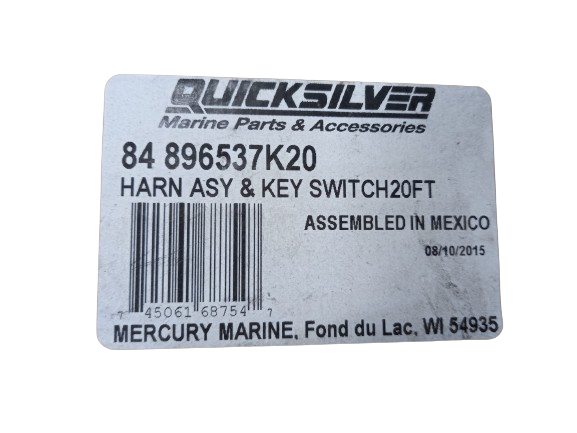 QUICKSILVER
Marine Parts & Accessories
84 896537K20
HARN ASY & KEY SWITCH20FT
ASSEMBLED IN MEXICO
08/10/2015
7 45061 68754 7
MERCURY MARINE, Fond du Lac, WI 54935